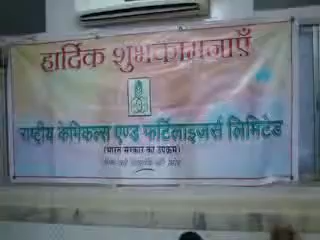 हार्दिक शुभकामनाएँ
राष्ट्रीय केमिकल्स एण्ड फर्टिलाइजर्स लिमिटेड
(भारत सरकार का उपक्रम)